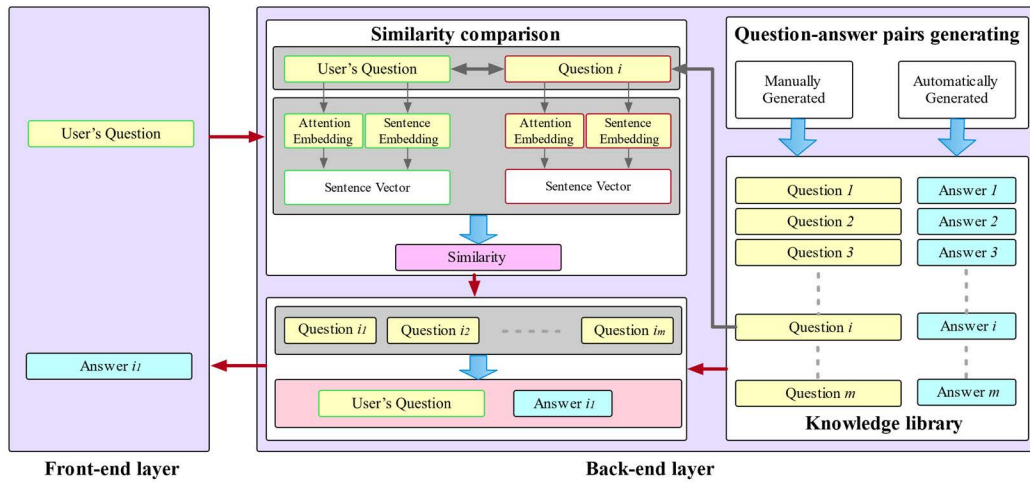 Similarity comparison
User's Question
Question i
Attention
Embedding
Sentence
Embedding
Attention
Embedding
Sentence
Embedding
Sentence Vector
Sentence Vector
Similarity
Question-answer pairs generating
Manually
Generated
Automatically
Generated
User's Question
Question 1
Answer 1
Question 2
Answer 2
Question 3
Answer 3
Question i
Answer i
Question m
Answer m
Knowledge library
Question i1
Question i2
Question im
User's Question
Answer i1
Answer i1
Front-end layer
Back-end layer